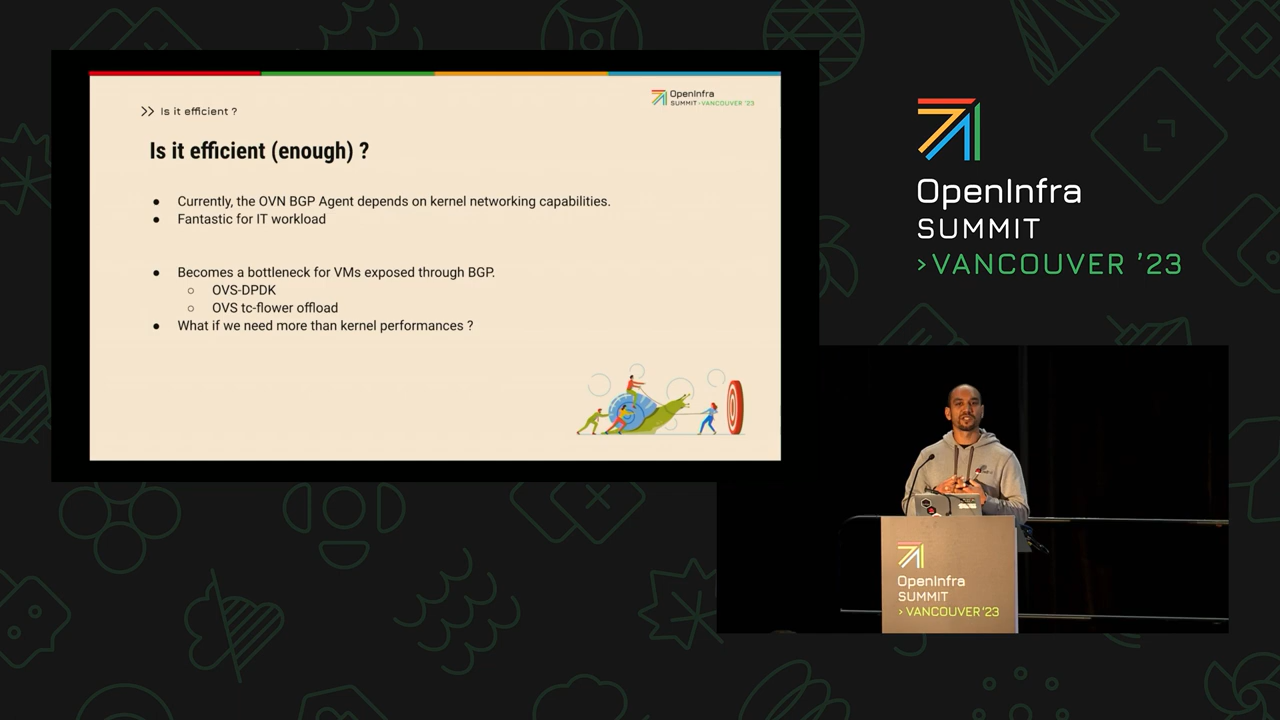 >> Is it efficient ?
OpenInfra
SUMMIT >VANCOUVER '23
Is it efficient (enough) ?
● Currently, the OVN BGP Agent depends on kernel networking capabilities.
● Fantastic for IT workload
● Becomes a bottleneck for VMs exposed through BGP.
○ OVS-DPDK
○ OVS tc-flower offload
● What if we need more than kernel performances ?
OpenInfra
SUMMIT
>VANCOUVER '23
OpenInfra
SUMMIT
>VANCOUVER '23